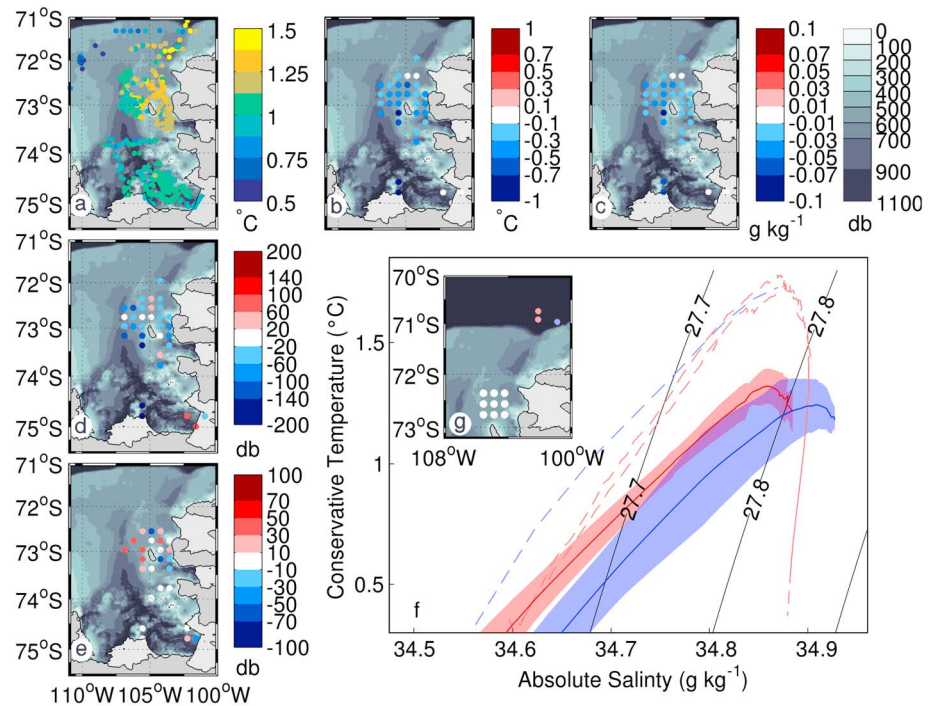 71°S
72°S
73°S
74°S
75°S
a
1.5
1.25
1
0.75
0.5
°C
b
1
0.7
0.5
0.3
0.1
-0.1
-0.3
-0.5
-0.7
-1
°C
c
0.1
0.07
0.05
0.03
0.01
-0.01
-0.03
-0.05
-0.07
-0.1
g kg⁻¹
0
100
200
300
400
500
600
700
900
1100
db
71°S
72°S
73°S
74°S
75°S
d
200
140
100
60
20
-20
-60
-100
-140
-200
db
71°S
72°S
73°S
74°S
75°S
e
110°W 105°W 100°W
100
70
50
30
10
-10
-30
-50
-70
-100
db
Conservative Temperature (°C)
1.5
1
0.5
70°S
71°S
72°S
73°S
g
108°W 100°W
27.7
27.8
27.7
27.8
f
34.5 34.6 34.7 34.8 34.9
Absolute Salinty (g kg⁻¹)